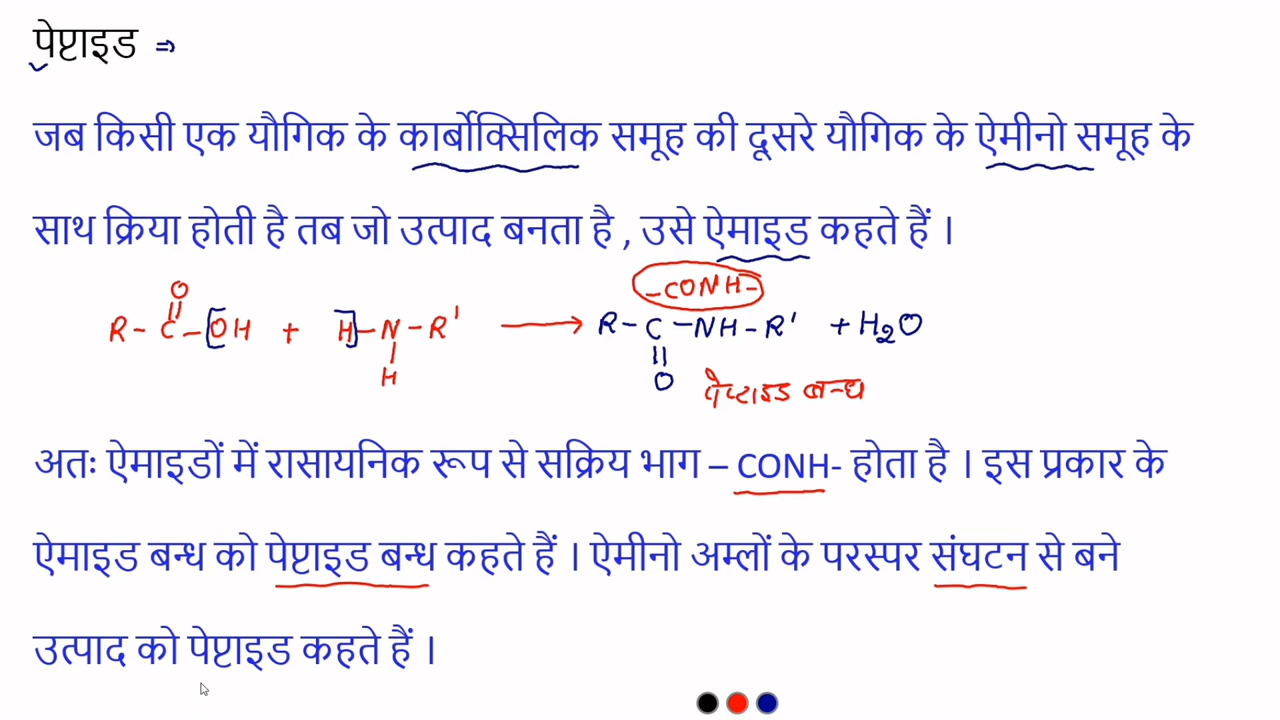 पेप्टाइड ⇒
जब किसी एक यौगिक के कार्बोक्सिलिक समूह की दूसरे यौगिक के ऐमीनो समूह के
साथ क्रिया होती है तब जो उत्पाद बनता है , उसे ऐमाइड कहते हैं ।
-CONH-
O
R - C - [OH + H] - N - R' ⟶ R - C - NH - R' + H₂O
H
O
पेप्टाइड बन्ध
अतः ऐमाइडों में रासायनिक रूप से सक्रिय भाग – CONH- होता है । इस प्रकार के
ऐमाइड बन्ध को पेप्टाइड बन्ध कहते हैं । ऐमीनो अम्लों के परस्पर संघटन से बने
उत्पाद को पेप्टाइड कहते हैं ।